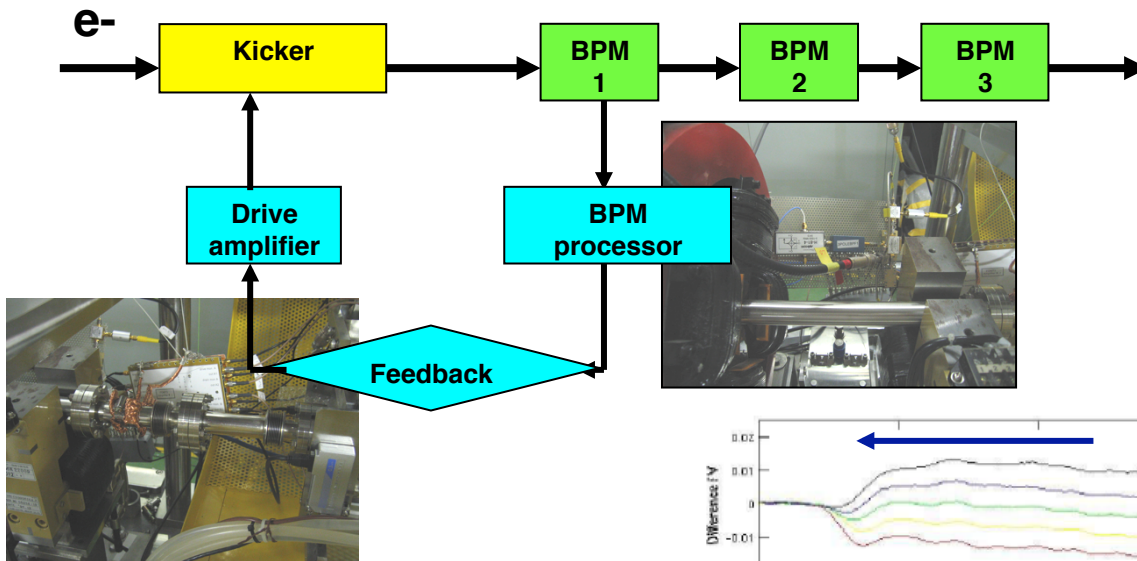 e-
Kicker
BPM
1
BPM
2
BPM
3
Drive
amplifier
BPM
processor
Feedback
0.02
0.01
0
-0.01
Difference / V